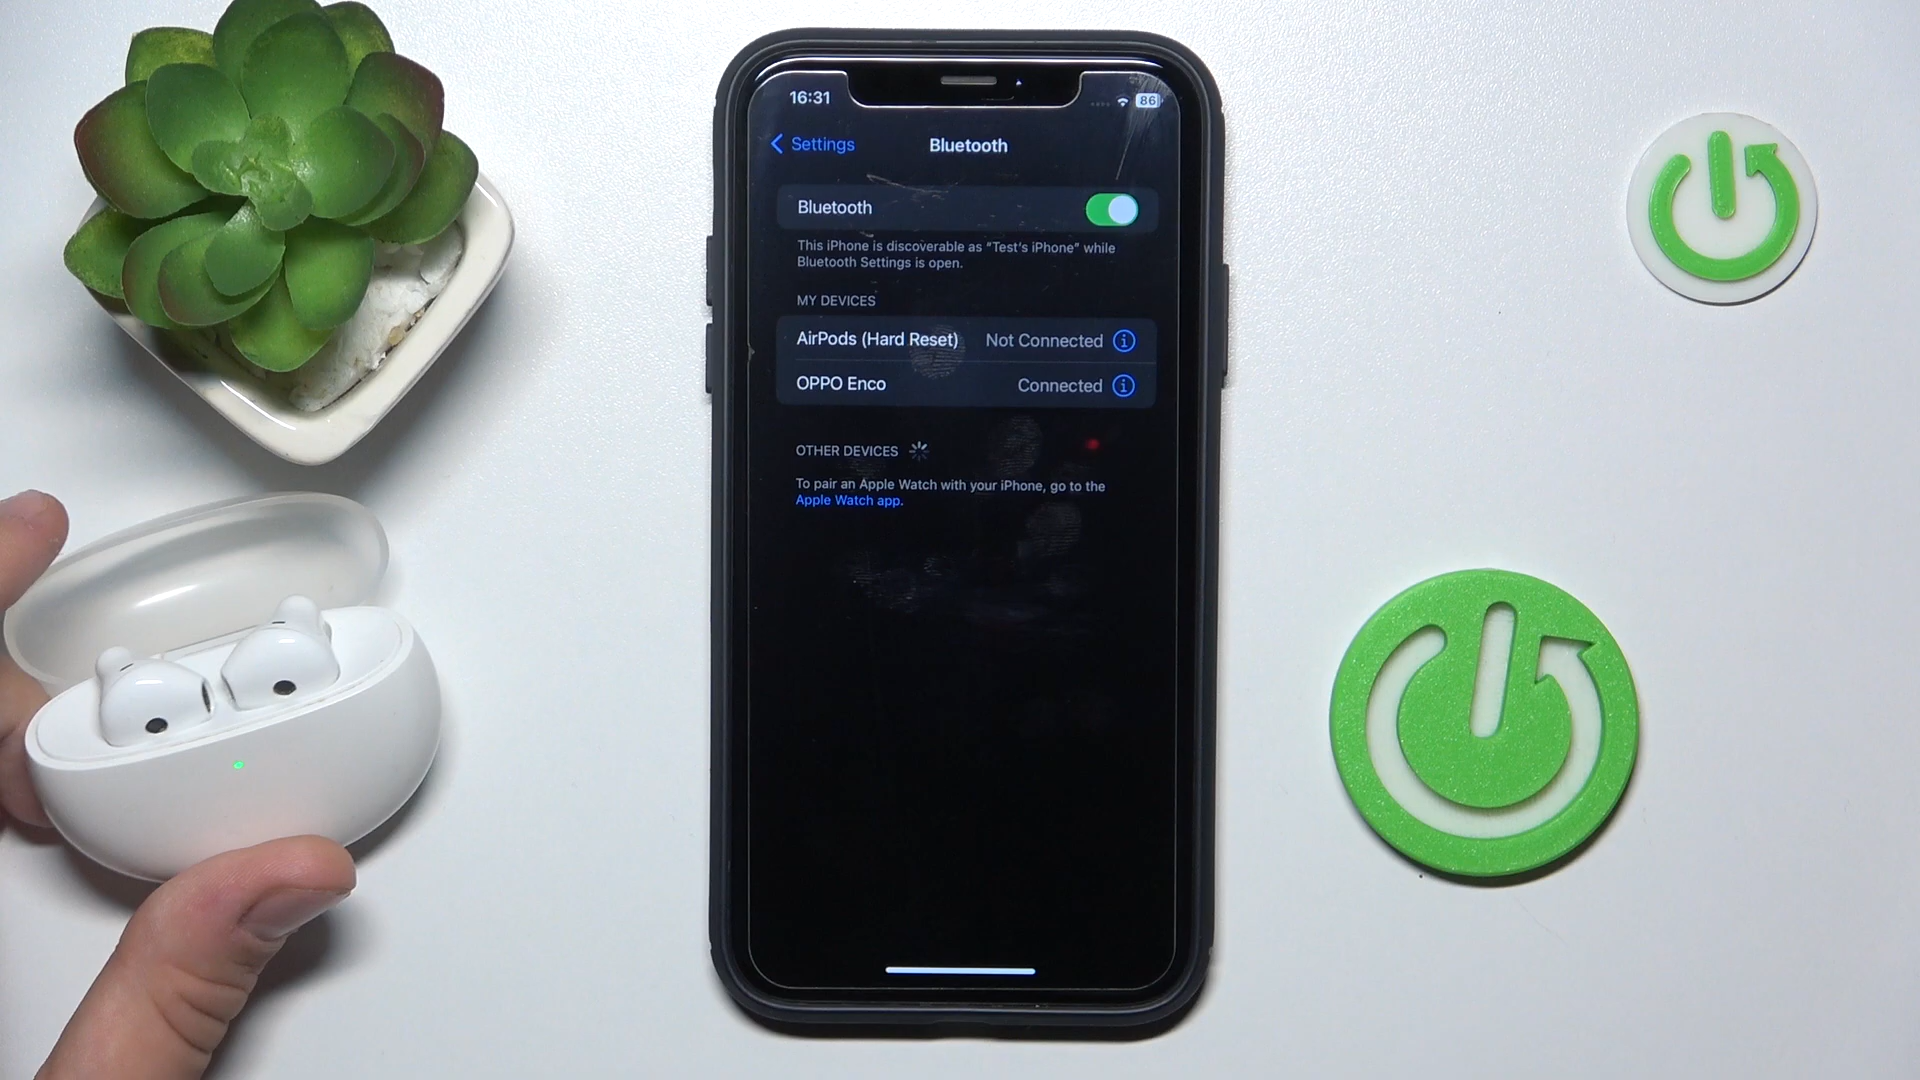 16:31
86
Settings
Bluetooth
Bluetooth
This iPhone is discoverable as “Test's iPhone” while
Bluetooth Settings is open.
MY DEVICES
AirPods (Hard Reset) Not Connected
OPPO Enco Connected
OTHER DEVICES
To pair an Apple Watch with your iPhone, go to the
Apple Watch app.